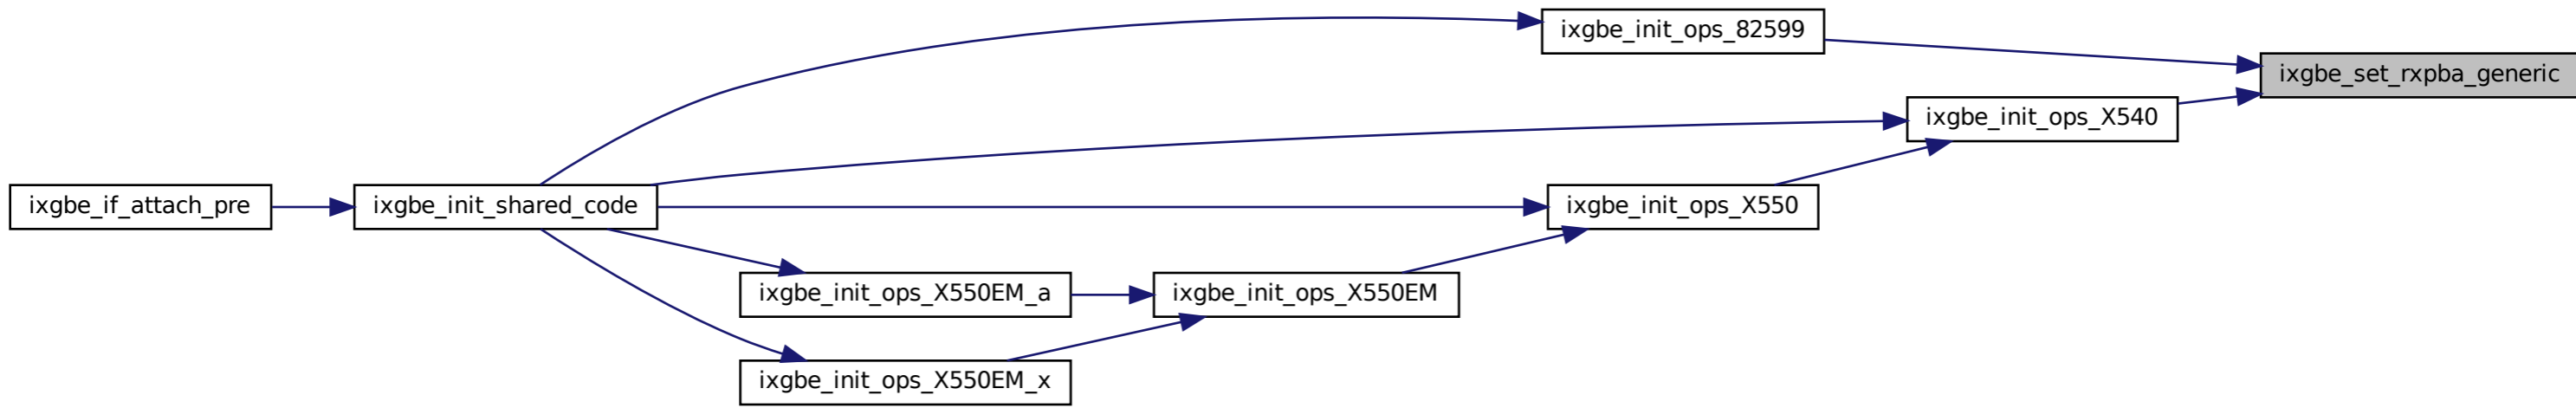 ixgbe_init_ops_82599
ixgbe_set_rxpba_generic
ixgbe_init_ops_X540
ixgbe_if_attach_pre
ixgbe_init_shared_code
ixgbe_init_ops_X550
ixgbe_init_ops_X550EM_a
ixgbe_init_ops_X550EM
ixgbe_init_ops_X550EM_x